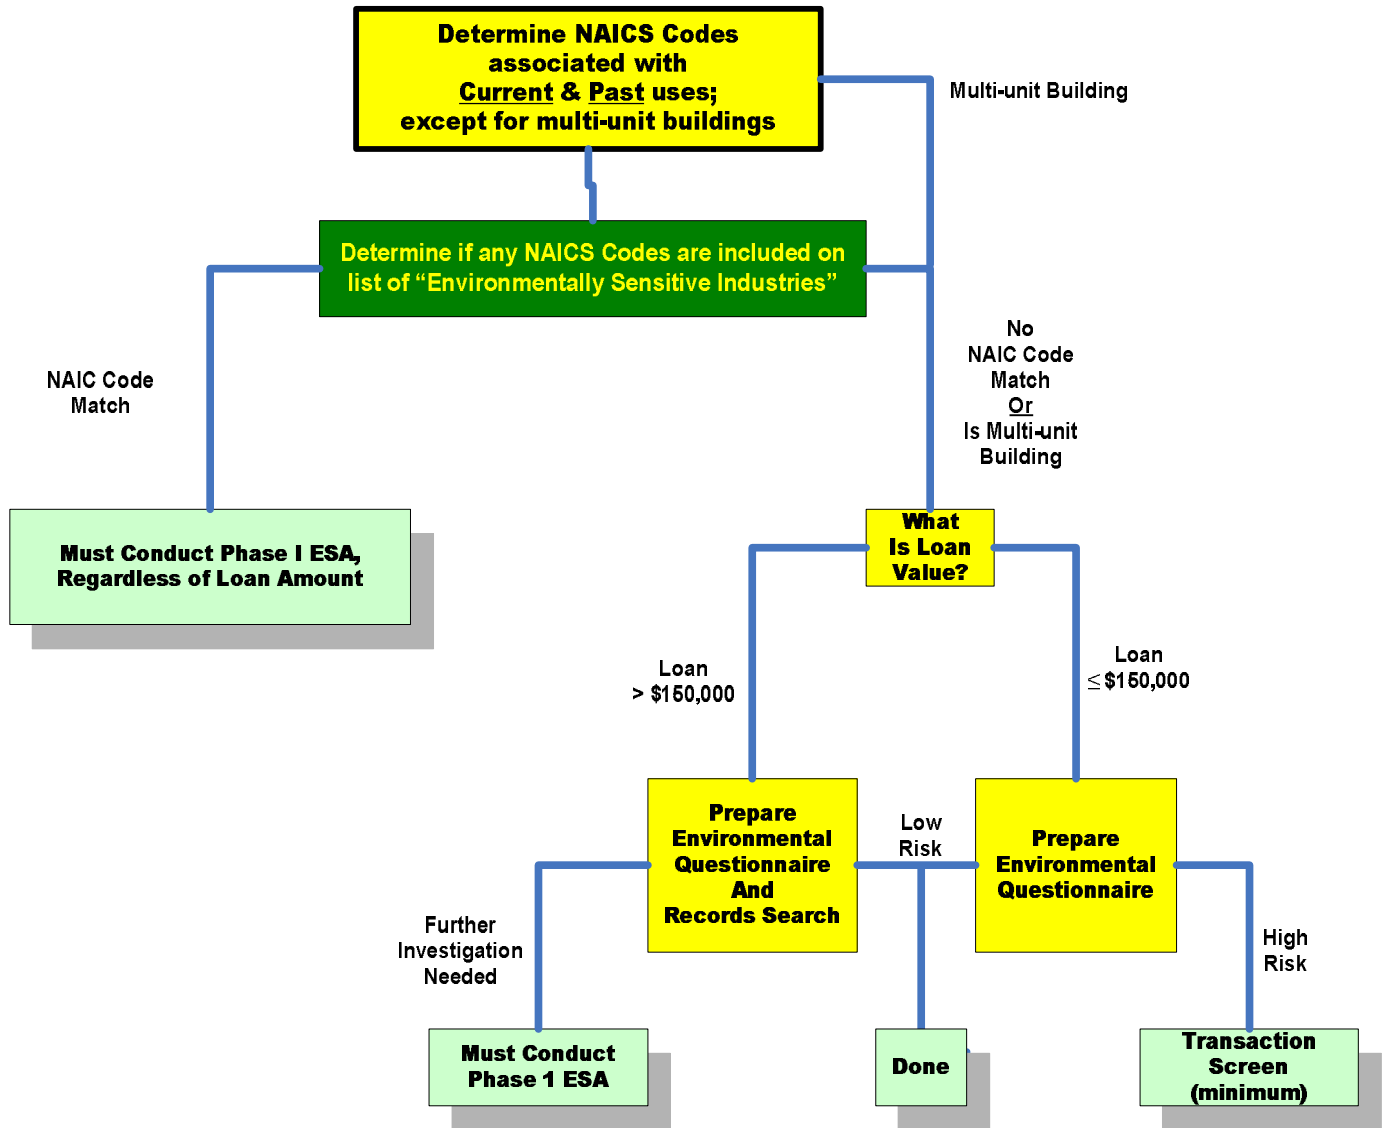 Determine NAICS Codes
associated with
Current & Past uses;
except for multi-unit buildings
Multi-unit Building
Determine if any NAICS Codes are included on
list of “Environmentally Sensitive Industries”
NAIC Code
Match
No
NAIC Code
Match
Or
Is Multi-unit
Building
Must Conduct Phase I ESA,
Regardless of Loan Amount
What
Is Loan
Value?
Loan
> $150,000
Loan
≤ $150,000
Prepare
Environmental
Questionnaire
And
Records Search
Low
Risk
Prepare
Environmental
Questionnaire
Further
Investigation
Needed
High
Risk
Must Conduct
Phase 1 ESA
Done
Transaction
Screen
(minimum)